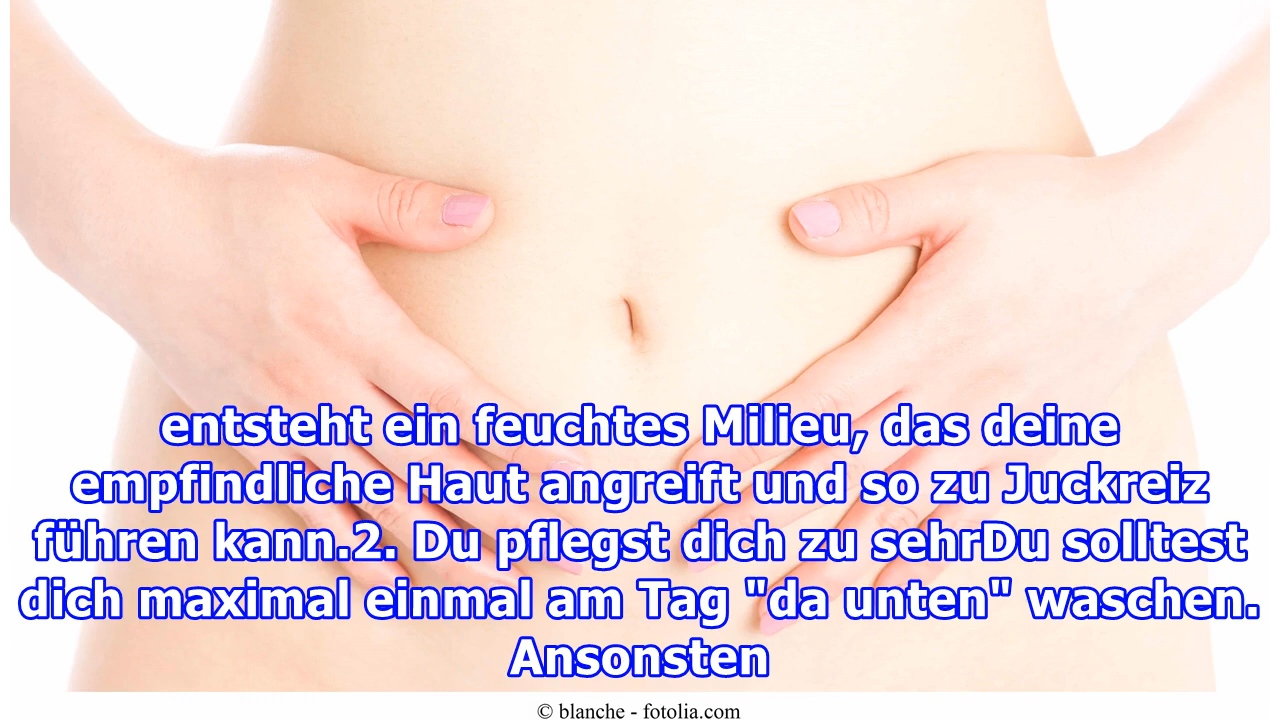 entsteht ein feuchtes Milieu, das deine
empfindliche Haut angreift und so zu Juckreiz
führen kann.2. Du pflegst dich zu sehrDu solltest
dich maximal einmal am Tag "da unten" waschen.
Ansonsten
© blanche - fotolia.com